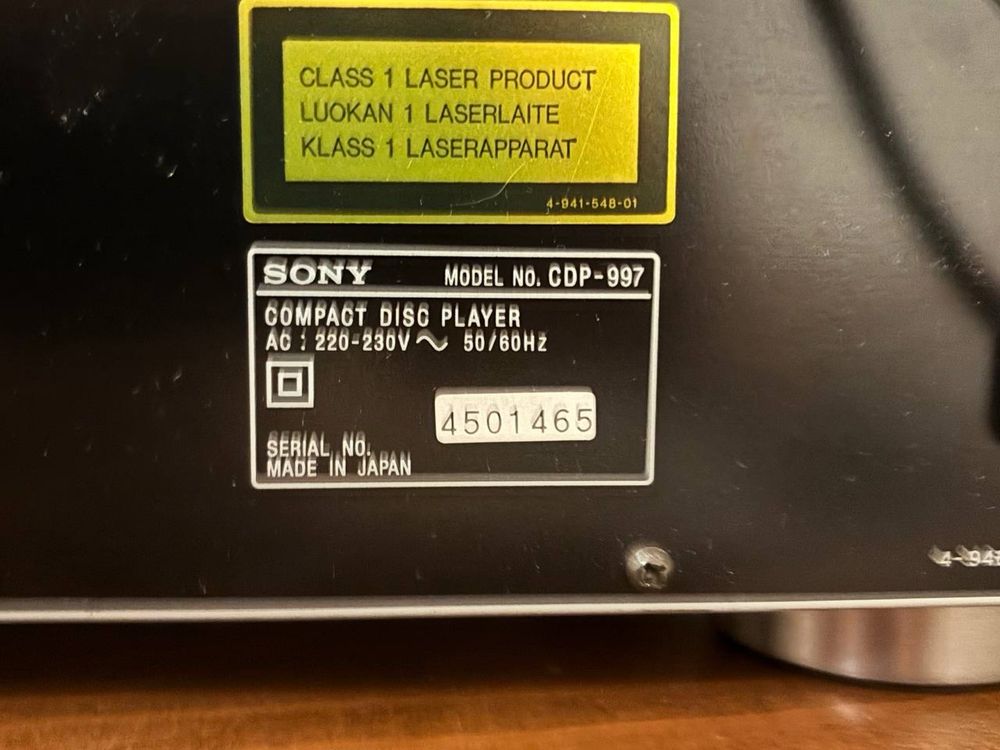 CLASS 1 LASER PRODUCT
LUOKAN 1 LASERLAITE
KLASS 1 LASERAPPARAT
4-941-548-01
SONY MODEL NO. CDP-997
COMPACT DISC PLAYER
AC : 220-230V ~ 50/60Hz
4501465
SERIAL NO.
MADE IN JAPAN